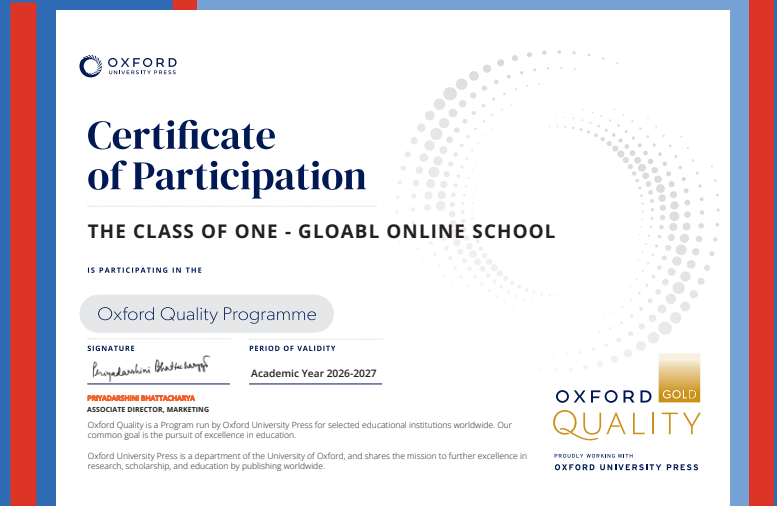 OXFORD
UNIVERSITY PRESS
Certificate
of Participation
THE CLASS OF ONE - GLOABL ONLINE SCHOOL
IS PARTICIPATING IN THE
Oxford Quality Programme
SIGNATURE
Periyadarshini Bhattacharyya
PRIYADARSHINI BHATTACHARYA
ASSOCIATE DIRECTOR, MARKETING
PERIOD OF VALIDITY
Academic Year 2026-2027
Oxford Quality is a Program run by Oxford University Press for selected educational institutions worldwide. Our
common goal is the pursuit of excellence in education.
Oxford University Press is a department of the University of Oxford, and shares the mission to further excellence in
research, scholarship, and education by publishing worldwide.
OXFORD GOLD
QUALITY
PROUDLY WORKING WITH
OXFORD UNIVERSITY PRESS